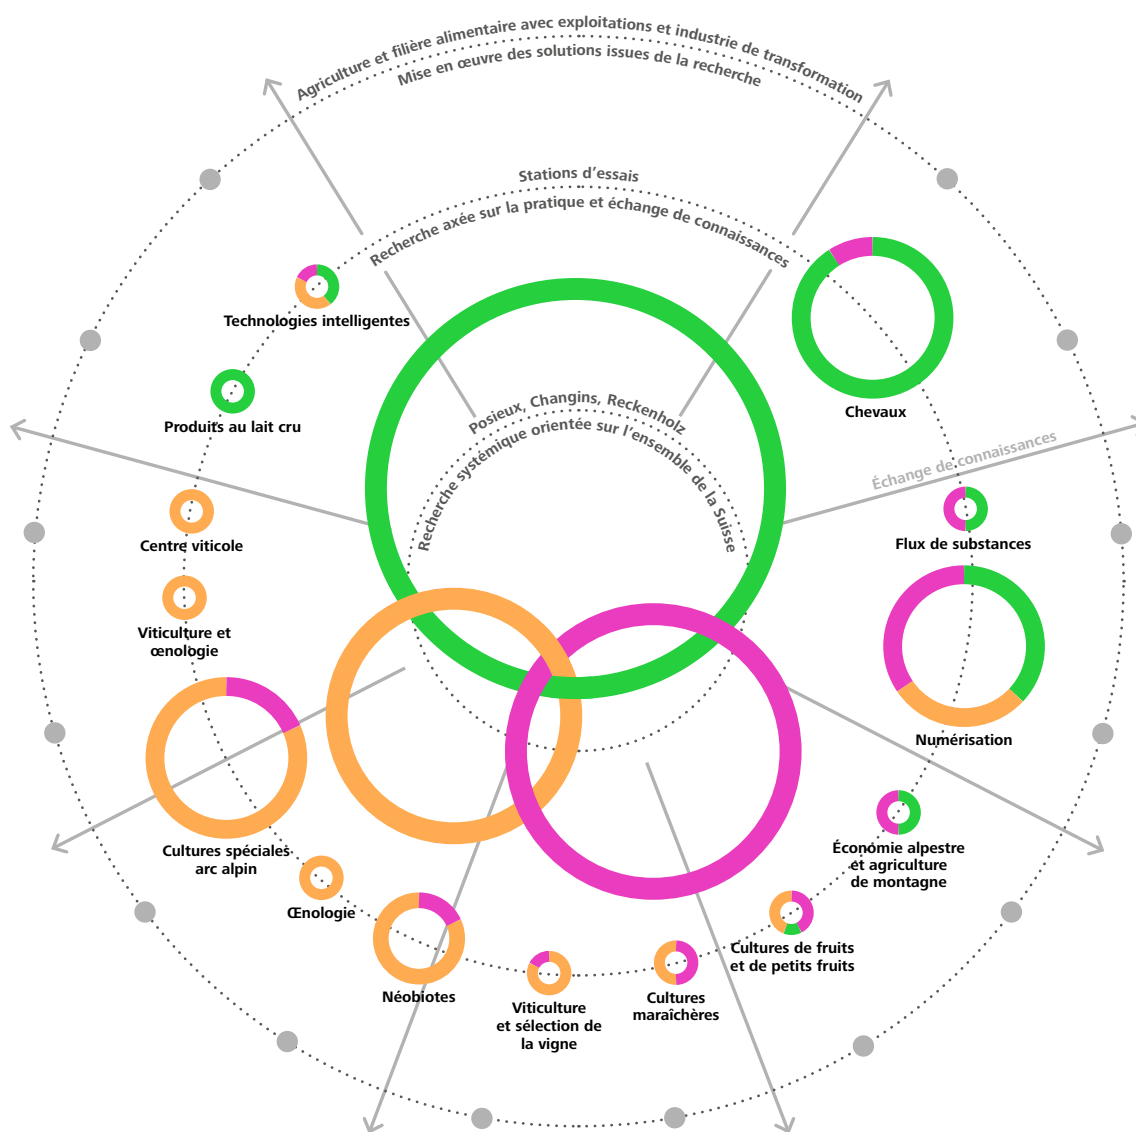 Agriculture et filière alimentaire avec exploitations et industrie de transformation
Mise en œuvre des solutions issues de la recherche
Stations d’essais
Recherche axée sur la pratique et échange de connaissances
Technologies intelligentes
Chevaux
Produits au lait cru
Posieux, Changins, Reckenholz
Recherche systémique orientée sur l’ensemble de la Suisse
Échange de connaissances
Centre viticole
Flux de substances
Viticulture et
œnologie
Numérisation
Cultures spéciales
arc alpin
Économie alpestre
et agriculture
de montagne
Œnologie
Cultures de fruits
et de petits fruits
Néobiotes
Viticulture
et sélection de
la vigne
Cultures
maraîchères